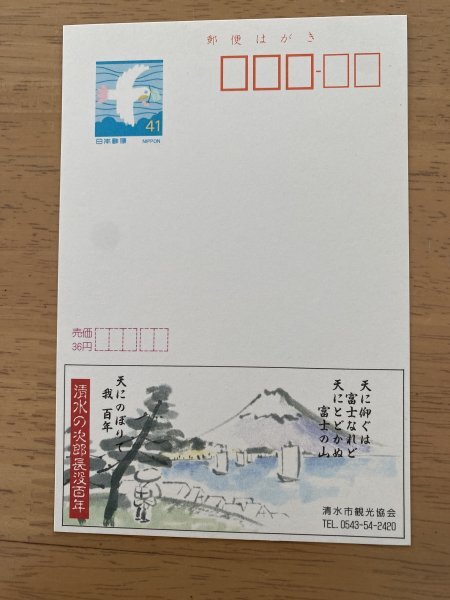 郵便はがき
41
日本郵便 NIPPON
売価
36円
清水の次郎長没百年
天に仰ぐは
富士なれど
天にとどかぬ
富士の山
天にのぼりて
我 百年
清水市観光協会
TEL. 0543-54-2420